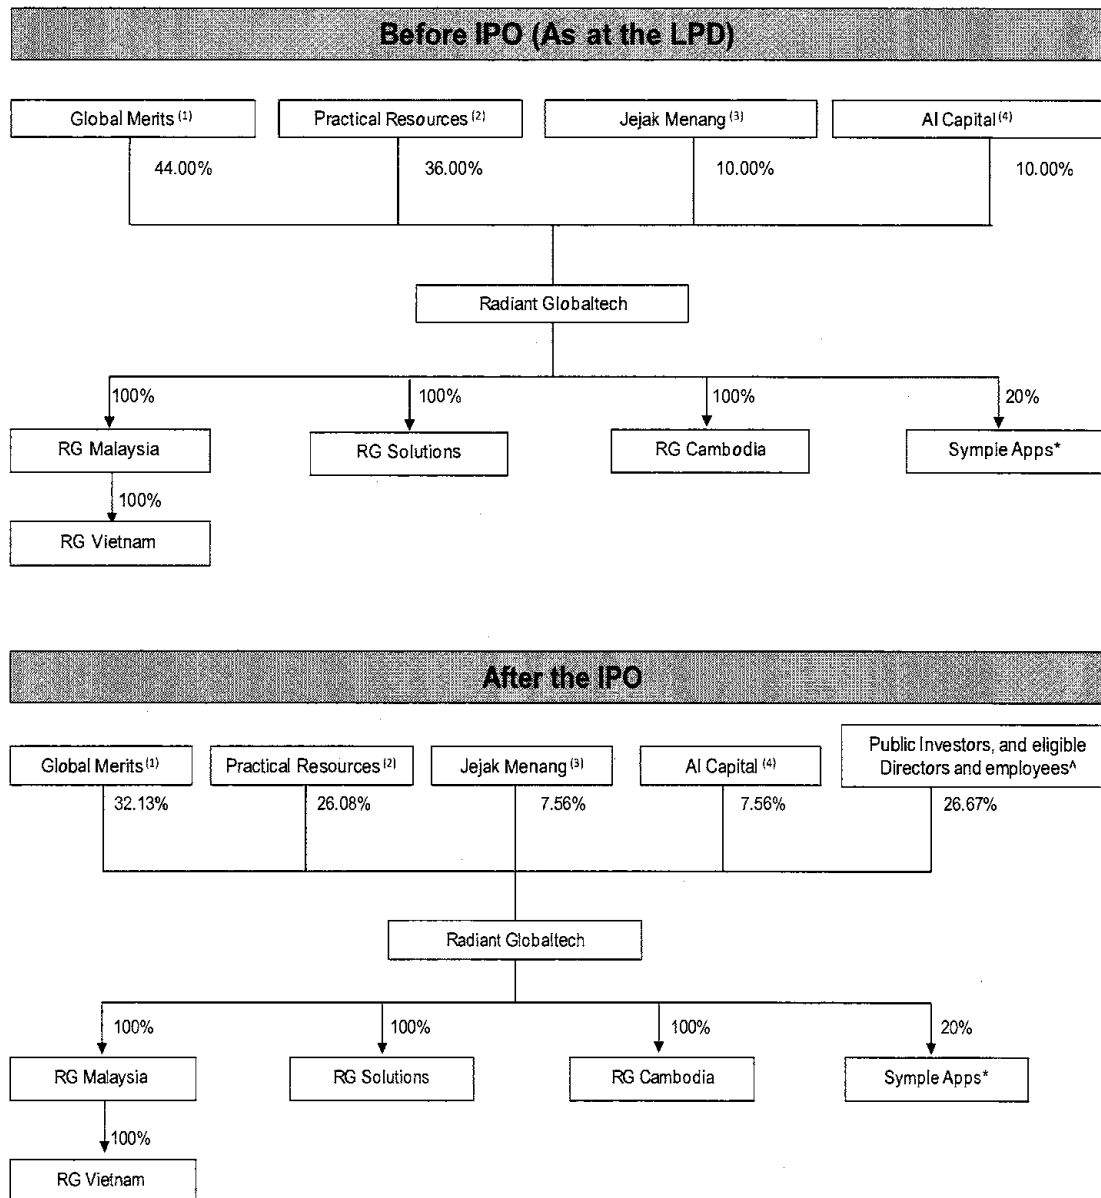 Before IPO (As at the LPD)
Global Merits (1)
Practical Resources (2)
Jejak Menang (3)
AI Capital (4)
44.00%
36.00%
10.00%
10.00%
Radiant Globaltech
100%
100%
100%
20%
RG Malaysia
RG Solutions
RG Cambodia
Symple Apps*
100%
RG Vietnam
After the IPO
Global Merits (1)
Practical Resources (2)
Jejak Menang (3)
AI Capital (4)
Public Investors, and eligible
Directors and employees^
32.13%
26.08%
7.56%
7.56%
26.67%
Radiant Globaltech
100%
100%
100%
20%
RG Malaysia
RG Solutions
RG Cambodia
Symple Apps*
100%
RG Vietnam